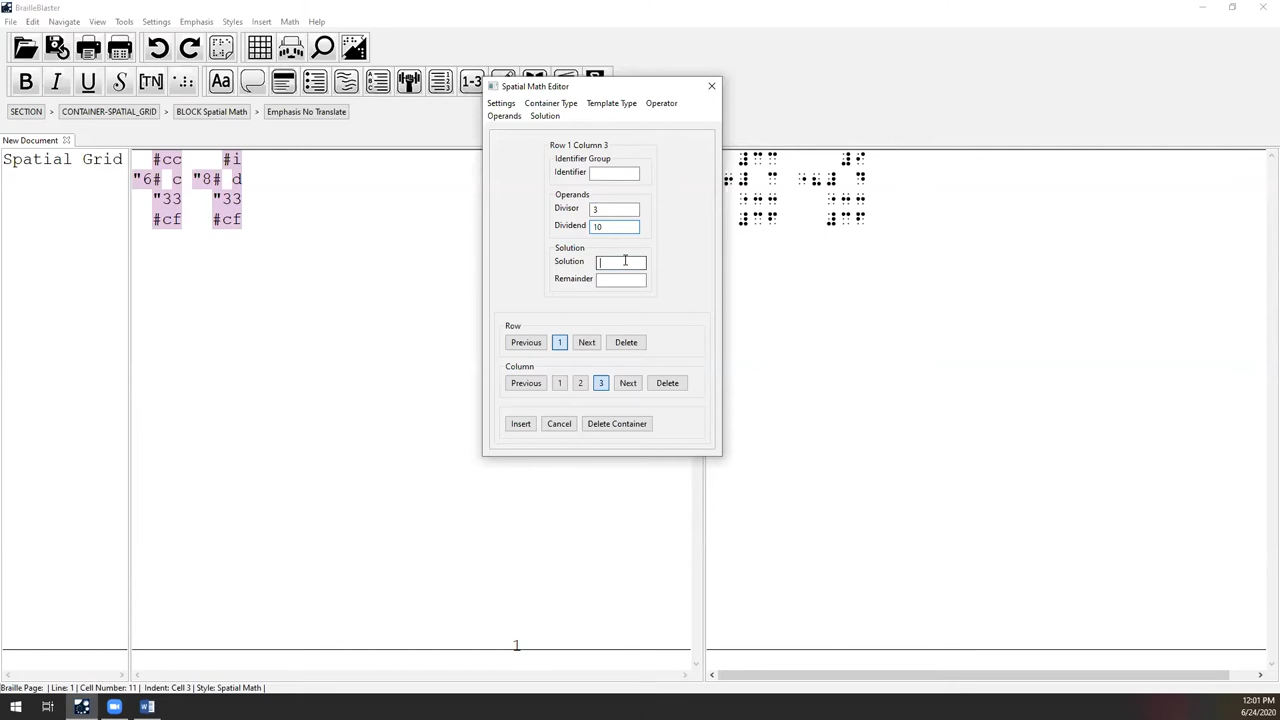 BrailleBlaster
File Edit Navigate View Tools Settings Emphasis Styles Insert Math Help
B I U S [TN] Aa 1-3
SECTION > CONTAINER-SPATIAL_GRID > BLOCK Spatial Math > Emphasis No Translate
New Document
Spatial Grid #cc #i
"6# c "8# d
"33 "33
#cf #cf
⠼⠉⠉ ⠼⠊
⠼⠉⠋ ⠼⠉⠋
1
Spatial Math Editor
Settings Container Type Template Type Operator
Operands Solution
Row 1 Column 3
Identifier Group
Identifier
Operands
Divisor 3
Dividend 10
Solution
Solution
Remainder
Row
Previous 1 Next Delete
Column
Previous 1 2 3 Next Delete
Insert Cancel Delete Container
Braille Page: | Line: 1 | Cell Number: 11 | Indent: Cell 3 | Style: Spatial Math |
12:01 PM
6/24/2020